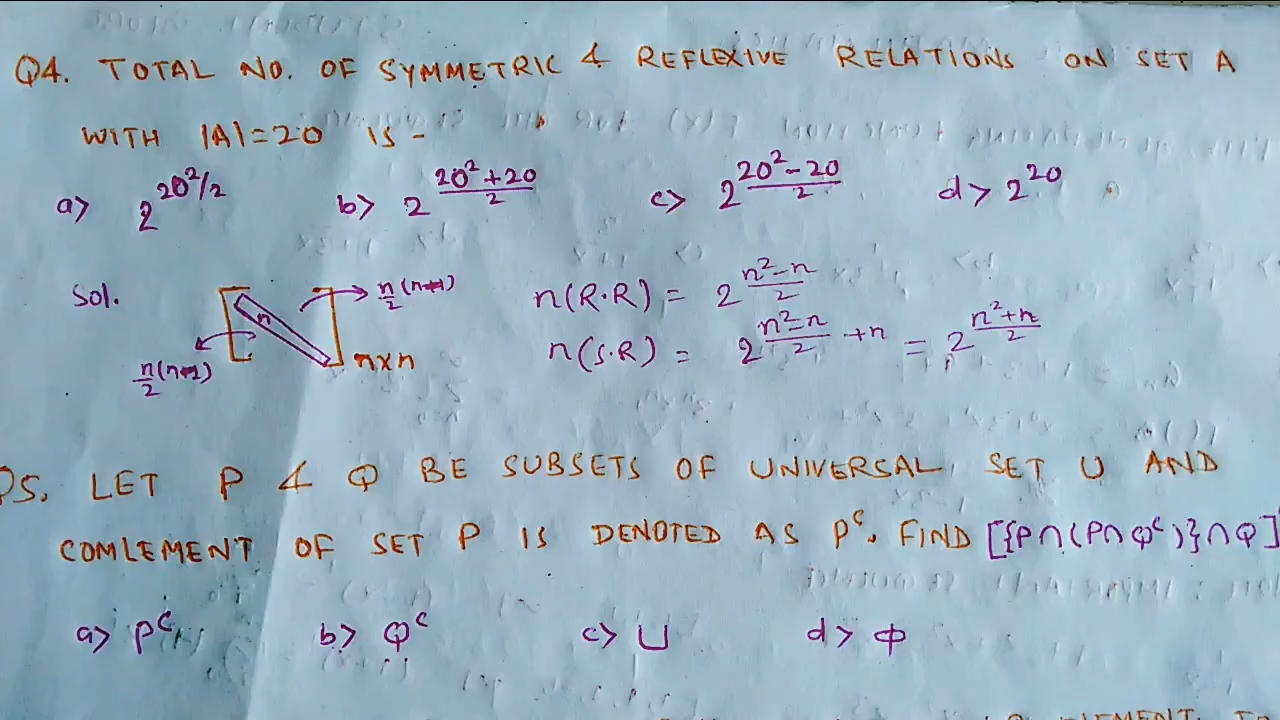 Q4. TOTAL NO. OF SYMMETRIC & REFLEXIVE RELATIONS ON SET A
WITH |A|=20 IS -
a> 2^(20²/2) b> 2^((20²+20)/2) c> 2^((20²-20)/2) d> 2^20
Sol. n/2 (n-1) n(R.R) = 2^((n²-n)/2)
n
n/2 (n-1) n×n n(S.R) = 2^((n²-n)/2 + n) = 2^((n²+n)/2)
Q5. LET P & Q BE SUBSETS OF UNIVERSAL SET U AND
COMLEMENT OF SET P IS DENOTED AS P^c. FIND [{P∩(P∩Q^c)}∩Q]
a> P^c b> Q^c c> U d> Φ